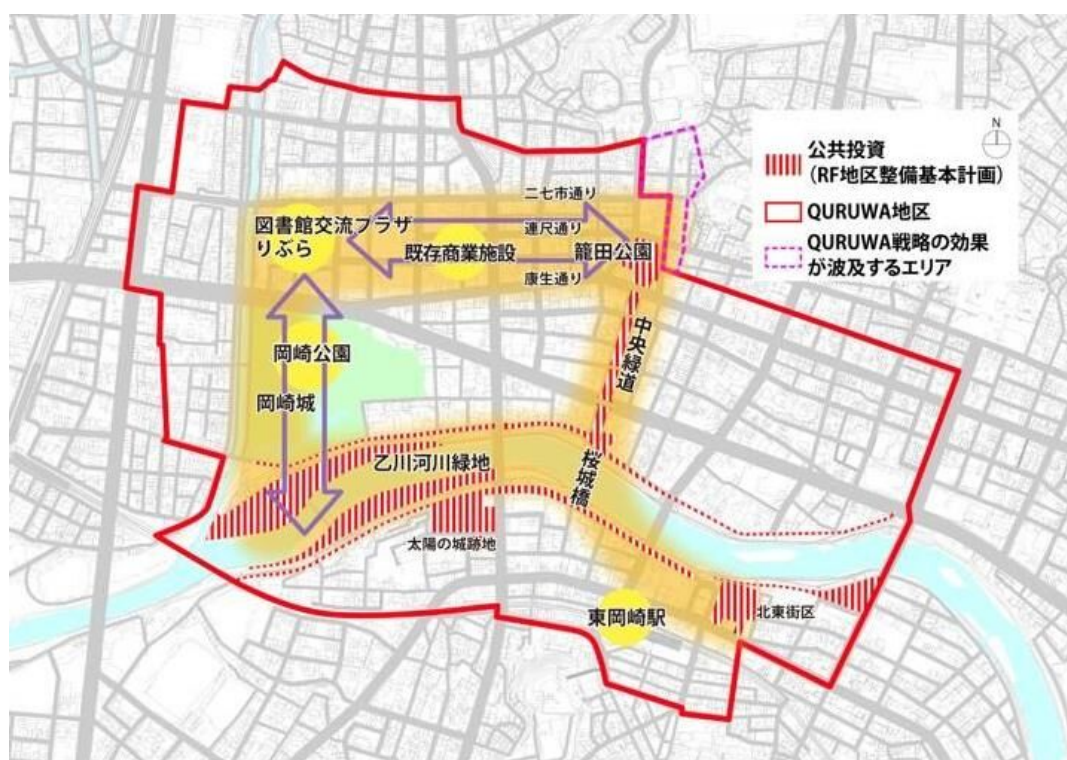 N
公共投資
(RF地区整備基本計画)
QURUWA地区
QURUWA戦略の効果
が波及するエリア
二七市通り
図書館交流プラザ
りぶら
連尺通り
既存商業施設
籠田公園
康生通り
中央緑道
岡崎公園
岡崎城
乙川河川緑地
桜城橋
太陽の城跡地
東岡崎駅
北東街区